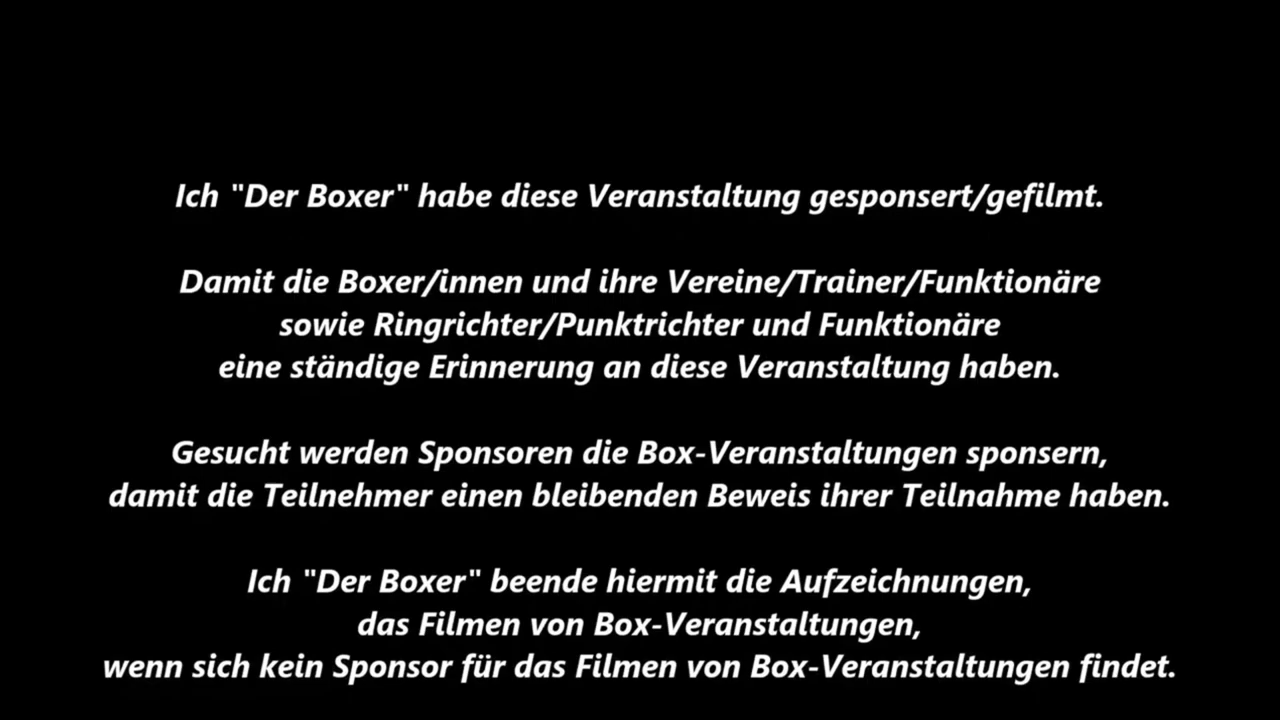 Ich "Der Boxer" habe diese Veranstaltung gesponsert/gefilmt.
Damit die Boxer/innen und ihre Vereine/Trainer/Funktionäre
sowie Ringrichter/Punktrichter und Funktionäre
eine ständige Erinnerung an diese Veranstaltung haben.
Gesucht werden Sponsoren die Box-Veranstaltungen sponsern,
damit die Teilnehmer einen bleibenden Beweis ihrer Teilnahme haben.
Ich "Der Boxer" beende hiermit die Aufzeichnungen,
das Filmen von Box-Veranstaltungen,
wenn sich kein Sponsor für das Filmen von Box-Veranstaltungen findet.